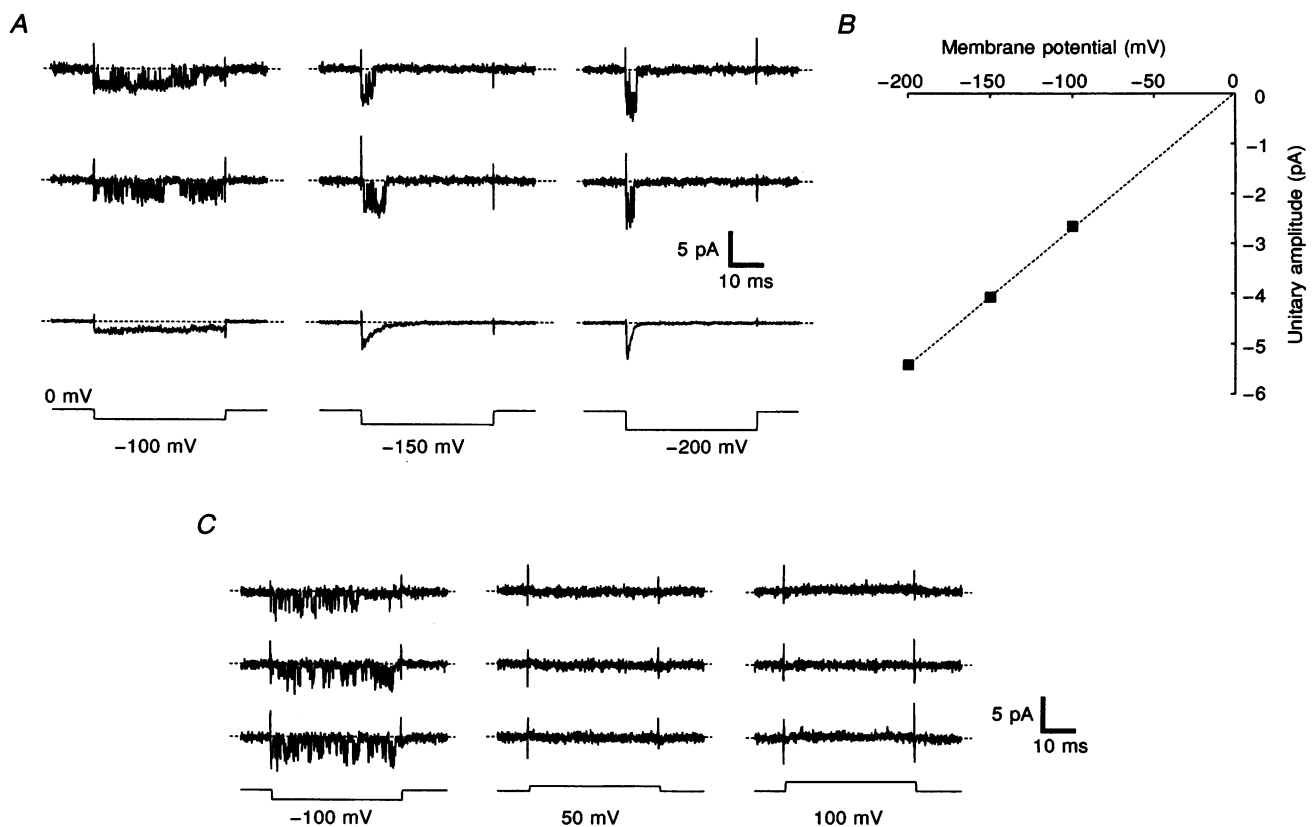 A
5 pA
10 ms
0 mV
−100 mV
−150 mV
−200 mV
B
Membrane potential (mV)
−200 −150 −100 −50 0
0
−1
−2
−3
−4
−5
−6
Unitary amplitude (pA)
C
5 pA
10 ms
−100 mV
50 mV
100 mV